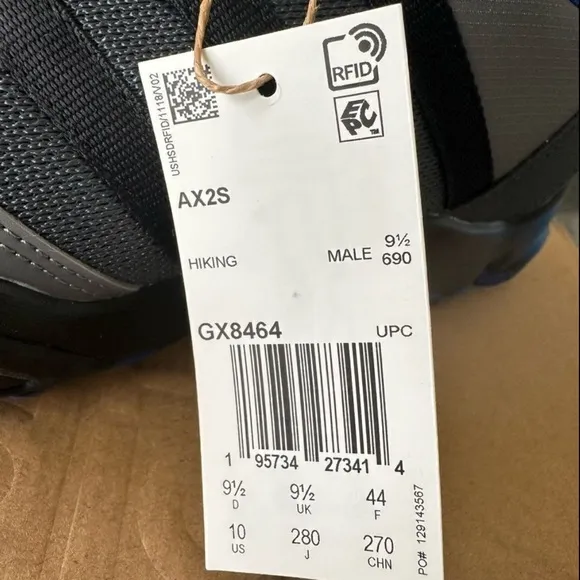 RFID
EPC™
USHSDRFID/1118/V02
AX2S
HIKING MALE 9½
690
GX8464 UPC
1 95734 27341 4
9½ 9½ 44
D UK F
10 280 270
US J CHN
PO# 129143567